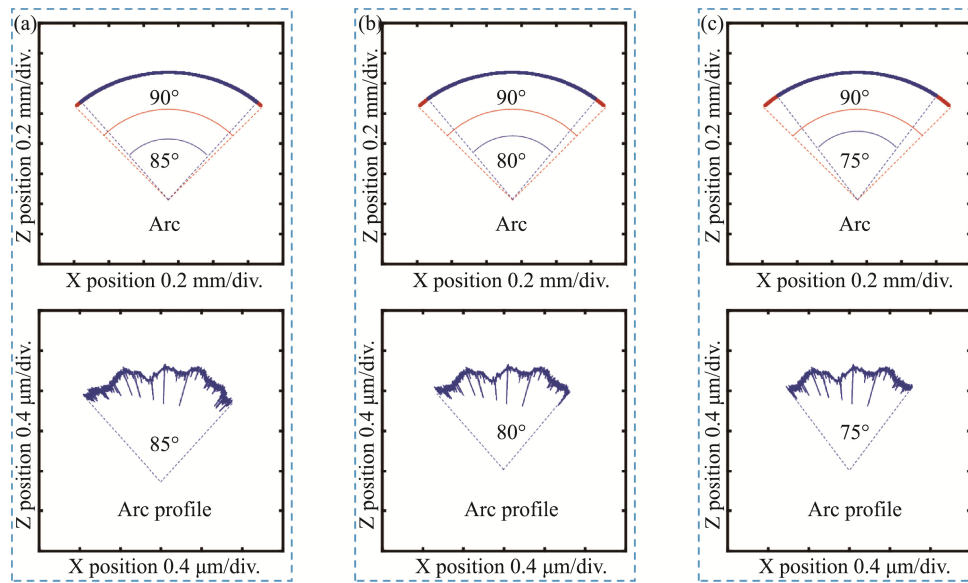 (a)
Z position 0.2 mm/div.
90°
85°
Arc
X position 0.2 mm/div.
Z position 0.4 μm/div.
85°
Arc profile
X position 0.4 μm/div.
(b)
Z position 0.2 mm/div.
90°
80°
Arc
X position 0.2 mm/div.
Z position 0.4 μm/div.
80°
Arc profile
X position 0.4 μm/div.
(c)
Z position 0.2 mm/div.
90°
75°
Arc
X position 0.2 mm/div.
Z position 0.4 μm/div.
75°
Arc profile
X position 0.4 μm/div.